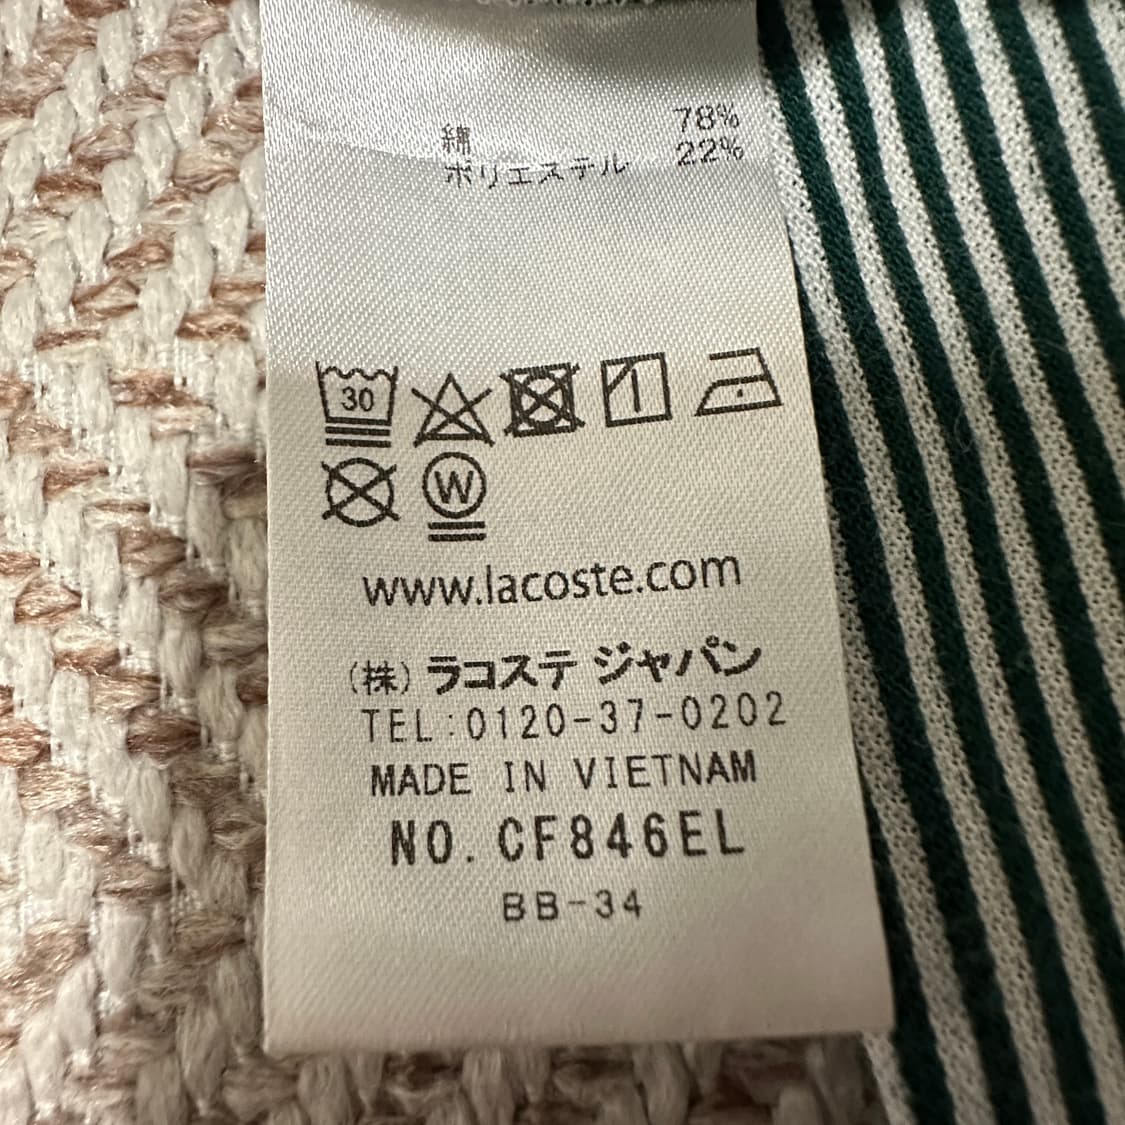 綿 78%
ポリエステル 22%
30
W
www.lacoste.com
(株) ラコステ ジャパン
TEL:0120-37-0202
MADE IN VIETNAM
NO. CF846EL
BB-34